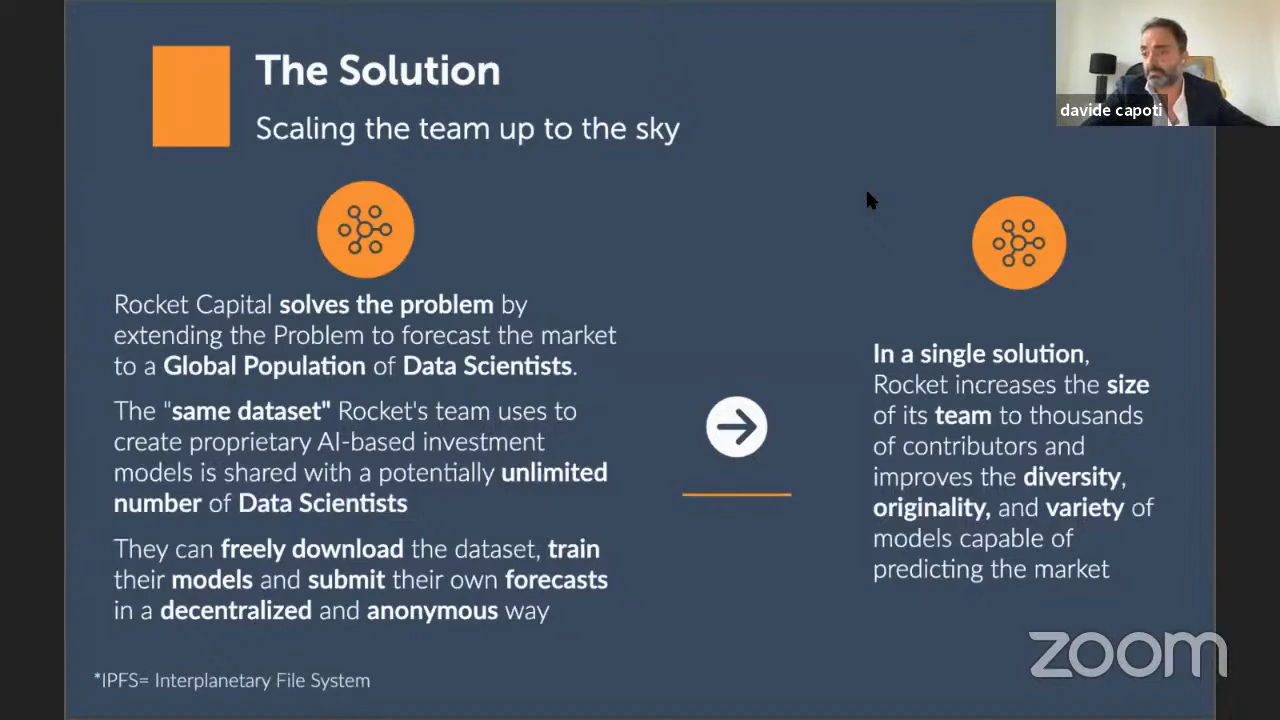 The Solution
Scaling the team up to the sky
davide capoti
Rocket Capital solves the problem by
extending the Problem to forecast the market
to a Global Population of Data Scientists.
The "same dataset" Rocket's team uses to
create proprietary AI-based investment
models is shared with a potentially unlimited
number of Data Scientists
They can freely download the dataset, train
their models and submit their own forecasts
in a decentralized and anonymous way
In a single solution,
Rocket increases the size
of its team to thousands
of contributors and
improves the diversity,
originality, and variety of
models capable of
predicting the market
*IPFS= Interplanetary File System
zoom